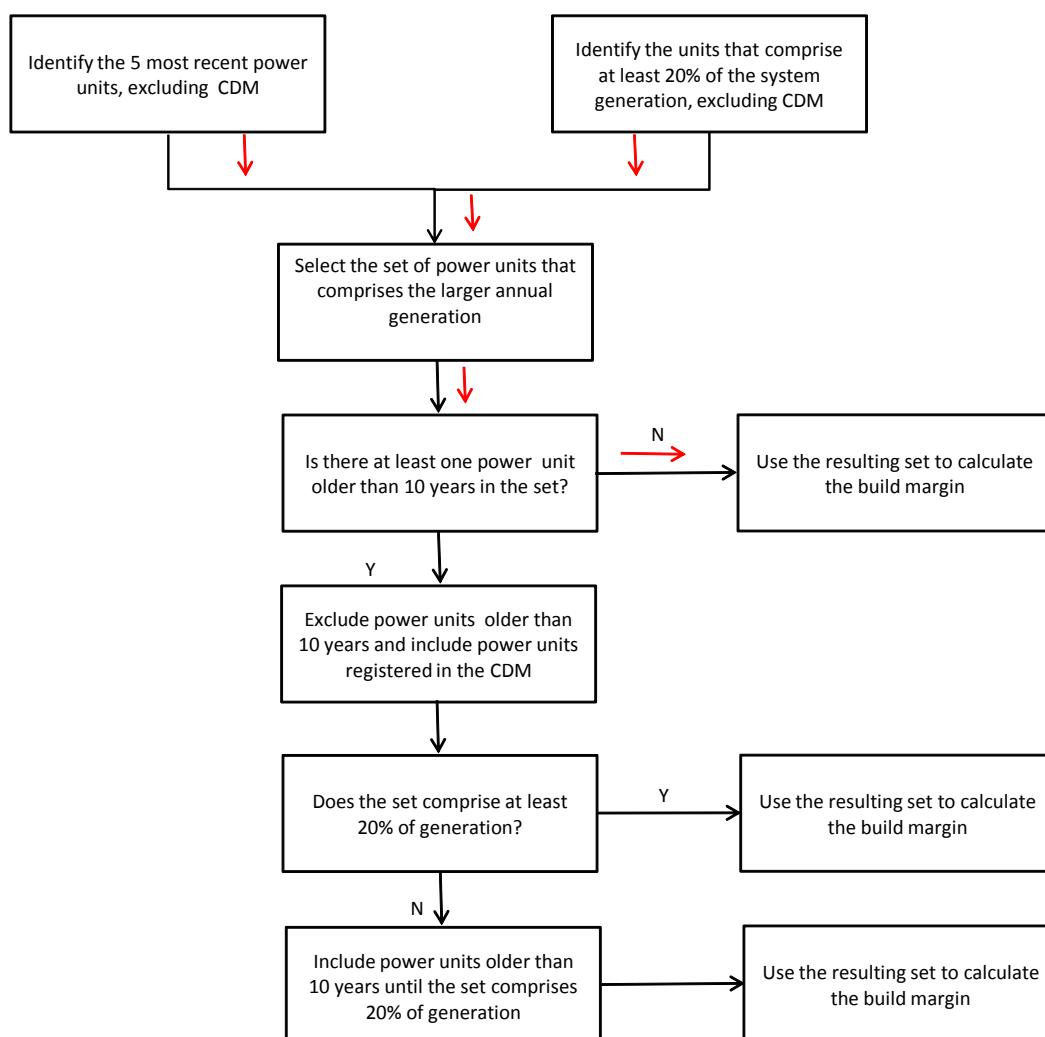 Identify the 5 most recent power
units, excluding CDM
Identify the units that comprise
at least 20% of the system
generation, excluding CDM
Select the set of power units that
comprises the larger annual
generation
Is there at least one power unit
older than 10 years in the set?
N
Use the resulting set to calculate
the build margin
Y
Exclude power units older than
10 years and include power units
registered in the CDM
Does the set comprise at least
20% of generation?
Y
Use the resulting set to calculate
the build margin
N
Include power units older than
10 years until the set comprises
20% of generation
Use the resulting set to calculate
the build margin